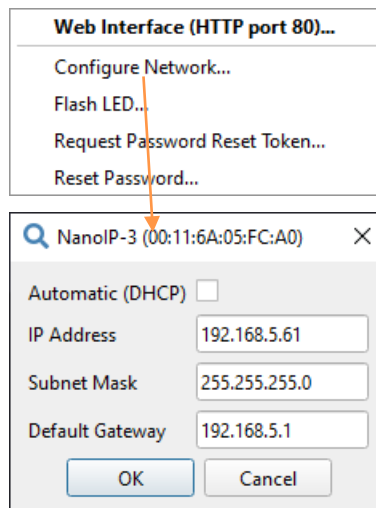 Web Interface (HTTP port 80)...
Configure Network...
Flash LED...
Request Password Reset Token...
Reset Password...
NanoIP-3 (00:11:6A:05:FC:A0)
Automatic (DHCP)
IP Address 192.168.5.61
Subnet Mask 255.255.255.0
Default Gateway 192.168.5.1
OK Cancel